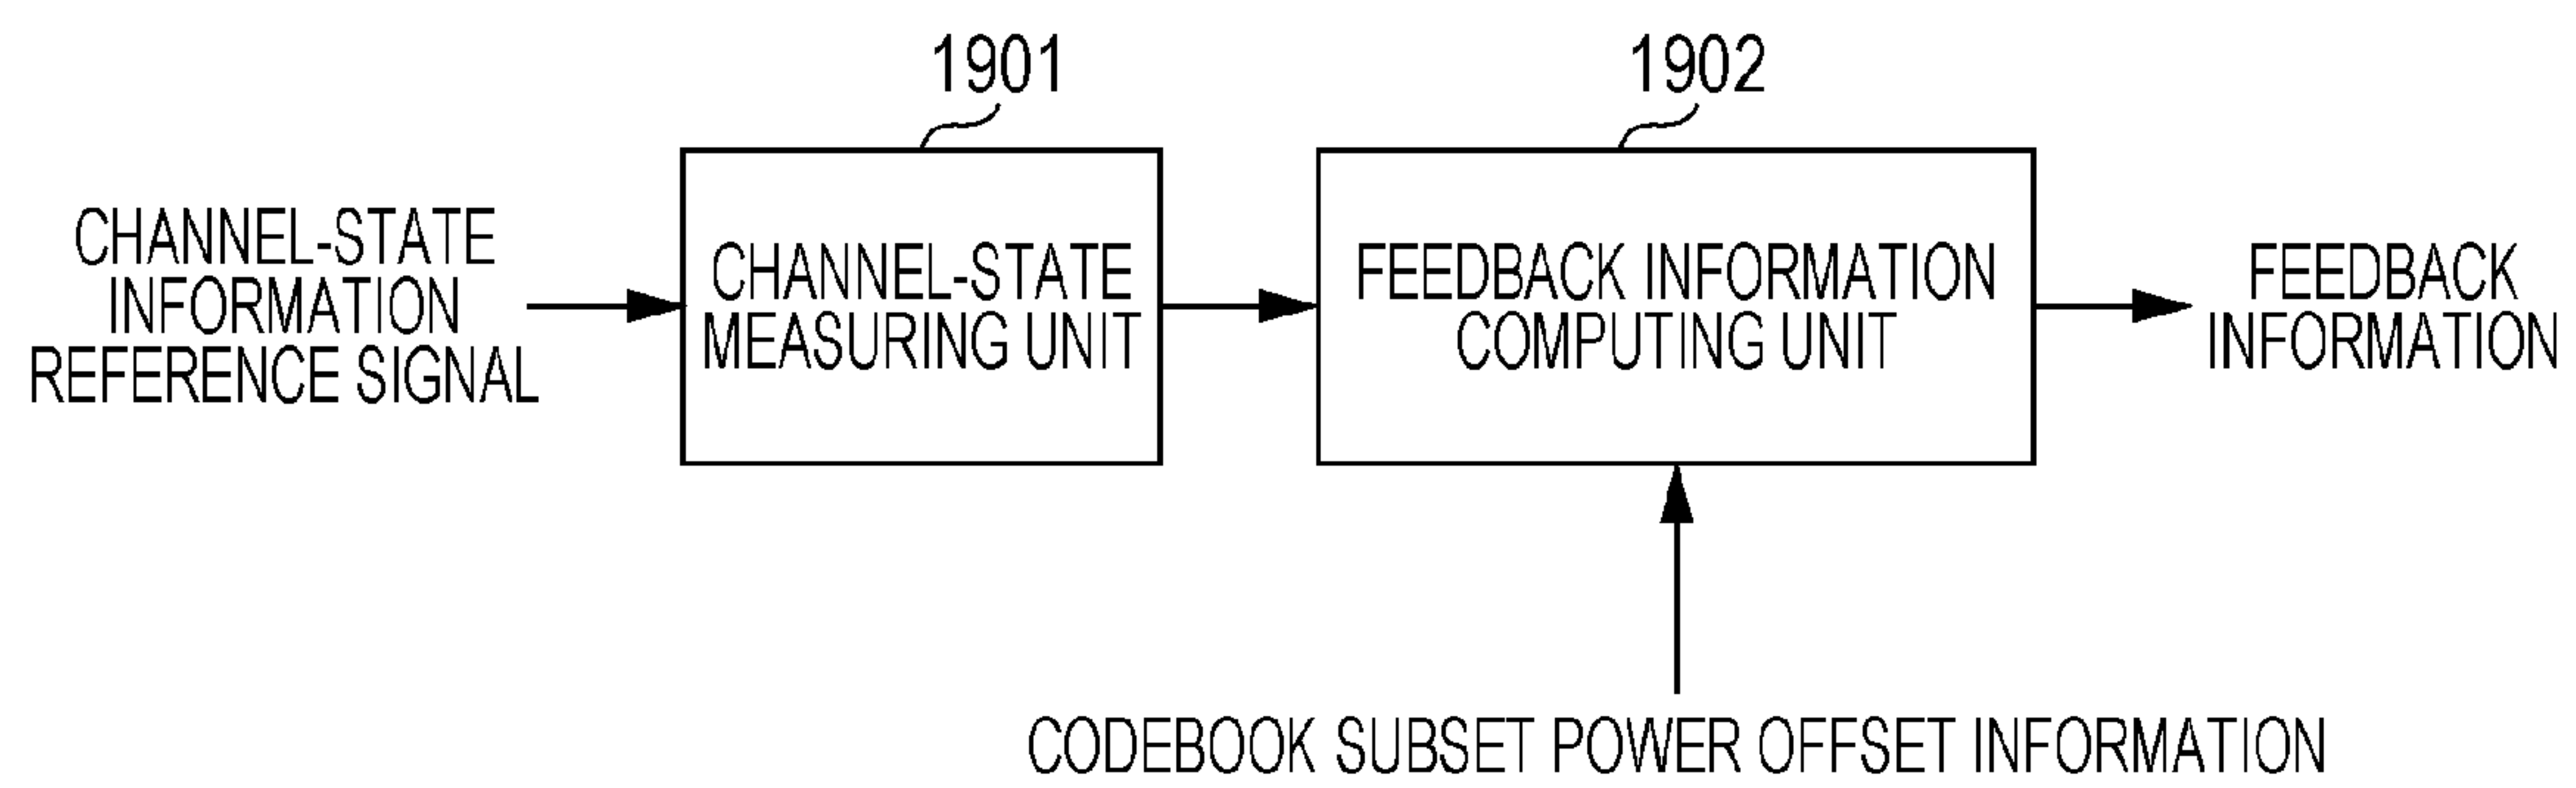 1901
1902
CHANNEL-STATE
INFORMATION
REFERENCE SIGNAL
CHANNEL-STATE
MEASURING UNIT
FEEDBACK INFORMATION
COMPUTING UNIT
FEEDBACK
INFORMATION
CODEBOOK SUBSET POWER OFFSET INFORMATION